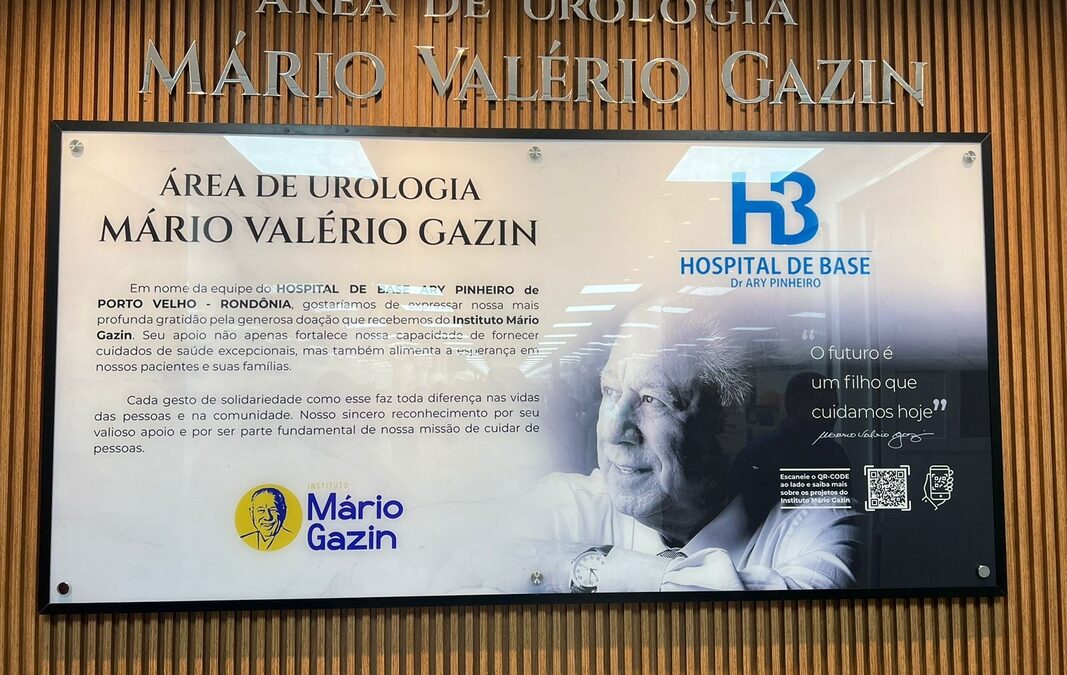 ÁREA DE UROLOGIA
MÁRIO VALÉRIO GAZIN
ÁREA DE UROLOGIA
MÁRIO VALÉRIO GAZIN
Em nome da equipe do HOSPITAL DE BASE ARY PINHEIRO de
PORTO VELHO - RONDÔNIA, gostaríamos de expressar nossa mais
profunda gratidão pela generosa doação que recebemos do Instituto Mário
Gazin. Seu apoio não apenas fortalece nossa capacidade de fornecer
cuidados de saúde excepcionais, mas também alimenta a esperança em
nossos pacientes e suas famílias.
Cada gesto de solidariedade como esse faz toda diferença nas vidas
das pessoas e na comunidade. Nosso sincero reconhecimento por seu
valioso apoio e por ser parte fundamental de nossa missão de cuidar de
pessoas.
INSTITUTO
Mário
Gazin
HB
HOSPITAL DE BASE
Dr ARY PINHEIRO
“O futuro é
um filho que
cuidamos hoje”
Mário Valério Gazin
Escaneie o QR-CODE
ao lado e saiba mais
sobre os projetos do
Instituto Mário Gazin